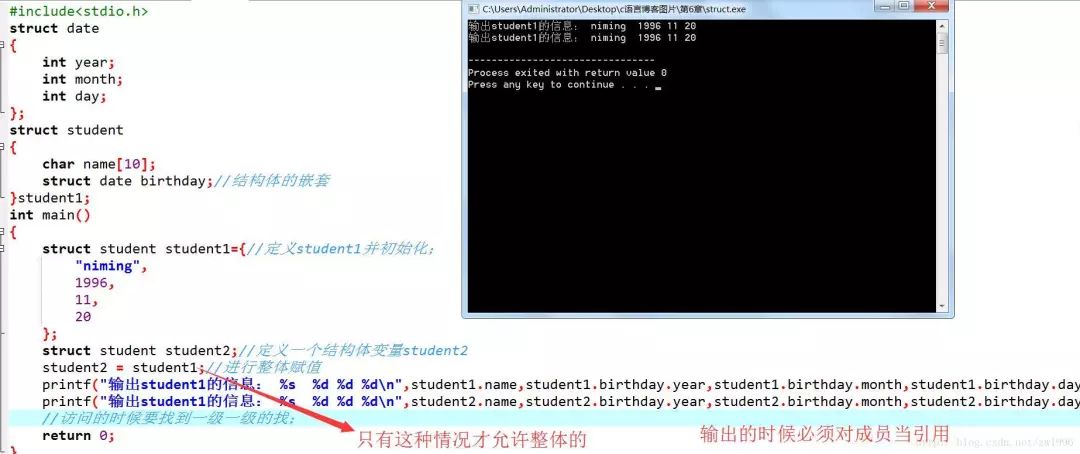 #include<stdio.h>
struct date
{
int year;
int month;
int day;
};
struct student
{
char name[10];
struct date birthday;//结构体的嵌套
}student1;
int main()
{
struct student student1={//定义student1并初始化;
"niming",
1996,
11,
20
};
struct student student2;//定义一个结构体变量student2
student2 = student1;//进行整体赋值
printf("输出student1的信息: %s  %d %d %d\n",student1.name,student1.birthday.year,student1.birthday.month,student1.birthday.day
printf("输出student1的信息: %s  %d %d %d\n",student2.name,student2.birthday.year,student2.birthday.month,student2.birthday.day
//访问的时候要找到一级一级的找;
return 0;
}
C:\Users\Administrator\Desktop\c语言博客图片\第6章\struct.exe
输出student1的信息: niming  1996 11 20
输出student1的信息: niming  1996 11 20
--------------------------------
Process exited with return value 0
Press any key to continue . . .
只有这种情况才允许整体的
输出的时候必须对成员当引用
http://blog.csdn.net/zw1996